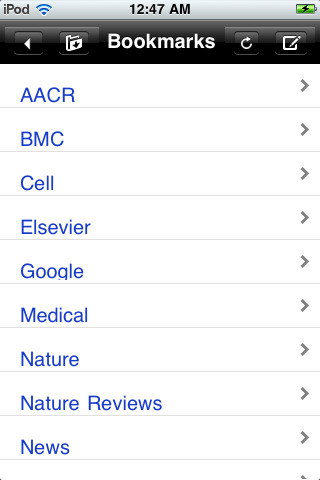 iPod 12:47 AM
Bookmarks
AACR
BMC
Cell
Elsevier
Google
Medical
Nature
Nature Reviews
News